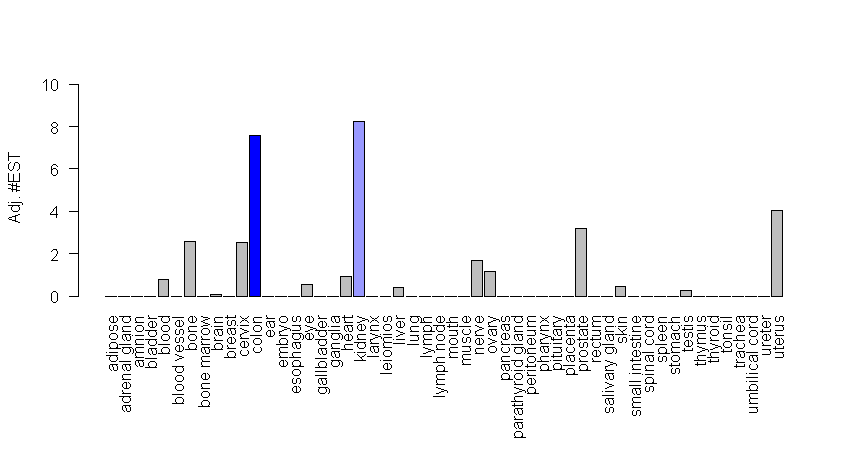 10
8
6
4
2
0
Adj. #EST
adipose
adrenal gland
amnion
bladder
blood
blood vessel
bone
bone marrow
brain
breast
cervix
colon
ear
embryo
esophagus
eye
gallbladder
ganglia
heart
kidney
larynx
leiomios
liver
lung
lymph
lymph node
mouth
muscle
nerve
ovary
pancreas
parathyroid gland
peritoneum
pharynx
pituitary
placenta
prostate
rectum
salivary gland
skin
small intestine
spinal cord
spleen
stomach
testis
thymus
thyroid
tonsil
trachea
umbilical cord
ureter
uterus